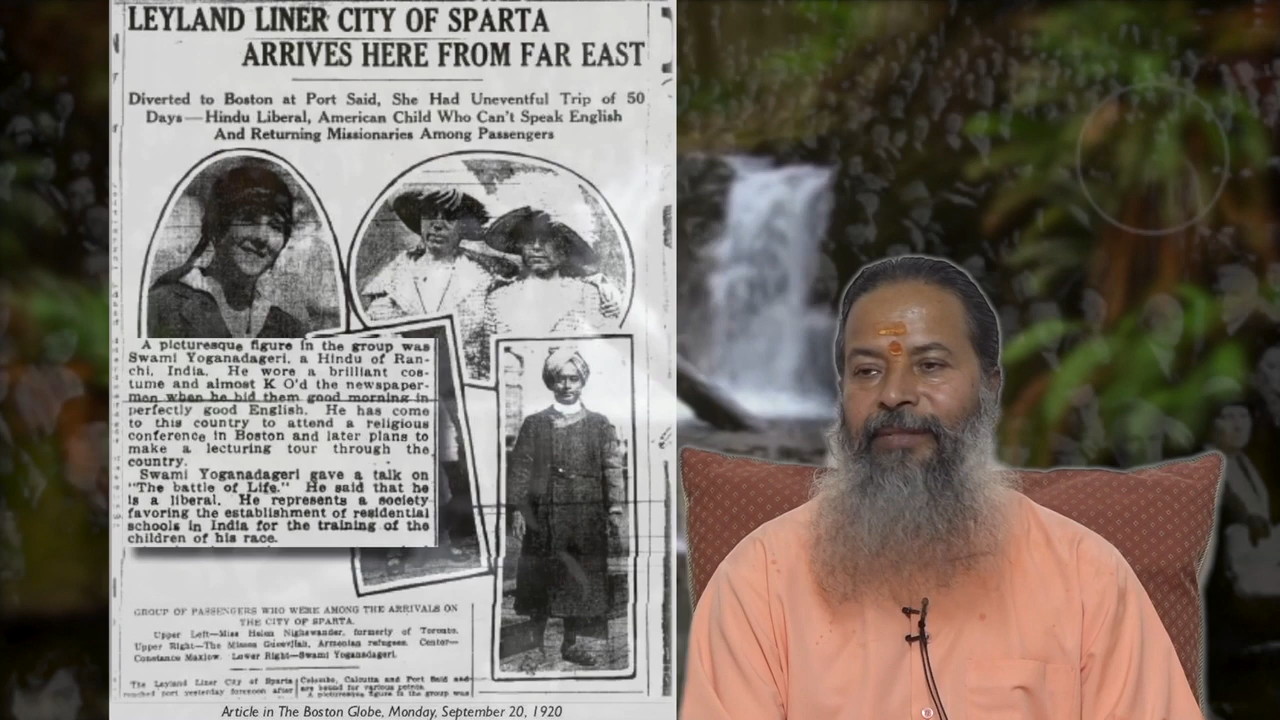 LEYLAND LINER CITY OF SPARTA
ARRIVES HERE FROM FAR EAST
Diverted to Boston at Port Said, She Had Uneventful Trip of 50
Days—Hindu Liberal, American Child Who Can't Speak English
And Returning Missionaries Among Passengers
A picturesque figure in the group was
Swami Yoganadageri, a Hindu of Ran-
chi, India. He wore a brilliant cos-
tume and almost K O'd the newspaper-
men when he bid them good morning in
perfectly good English. He has come
to this country to attend a religious
conference in Boston and later plans to
make a lecturing tour through the
country.
Swami Yoganadageri gave a talk on
"The battle of Life." He said that he
is a liberal. He represents a society
favoring the establishment of residential
schools in India for the training of the
children of his race.
GROUP OF PASSENGERS WHO WERE AMONG THE ARRIVALS ON
THE CITY OF SPARTA.
Upper Left—Miss Helen Nighswander, formerly of Toronto.
Upper Right—The Misses Armenian refugees. Center—
Constance Maxlow. Lower Right—Swami Yoganadageri.
The Leyland Liner City of Sparta
reached port yesterday forenoon after
Colombo, Calcutta and Port Said and
are bound for various points.
A picturesque figure in the group was
Article in The Boston Globe, Monday, September 20, 1920